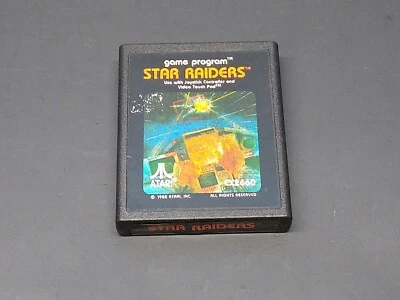 game program™
STAR RAIDERS™
Use with Joystick Controller and
Video Touch Pad™
ATARI
CX2660
© 1982 ATARI, INC.
ALL RIGHTS RESERVED
STAR RAIDERS